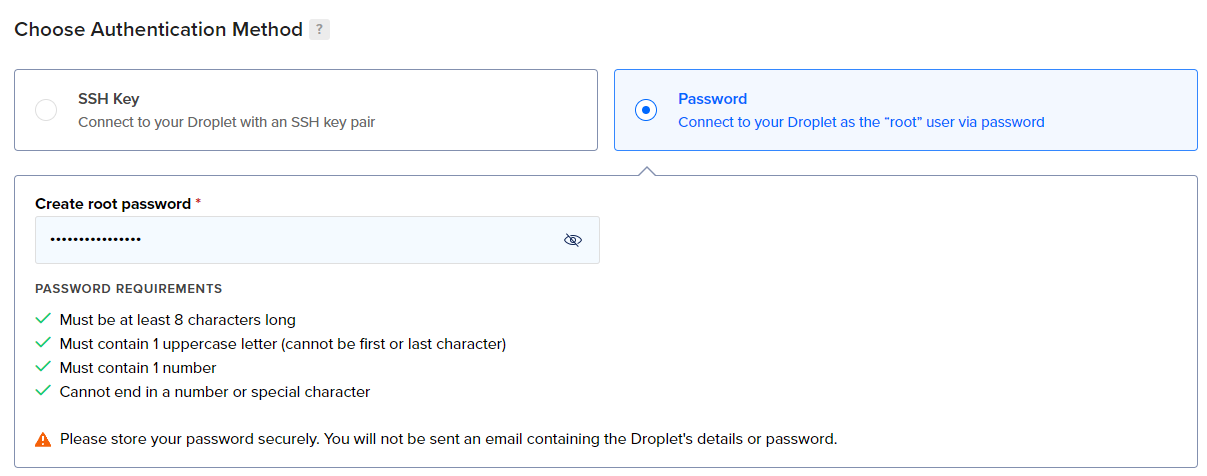 Choose Authentication Method ?
SSH Key
Connect to your Droplet with an SSH key pair
Password
Connect to your Droplet as the “root” user via password
Create root password *
••••••••••••••••
PASSWORD REQUIREMENTS
Must be at least 8 characters long
Must contain 1 uppercase letter (cannot be first or last character)
Must contain 1 number
Cannot end in a number or special character
Please store your password securely. You will not be sent an email containing the Droplet's details or password.